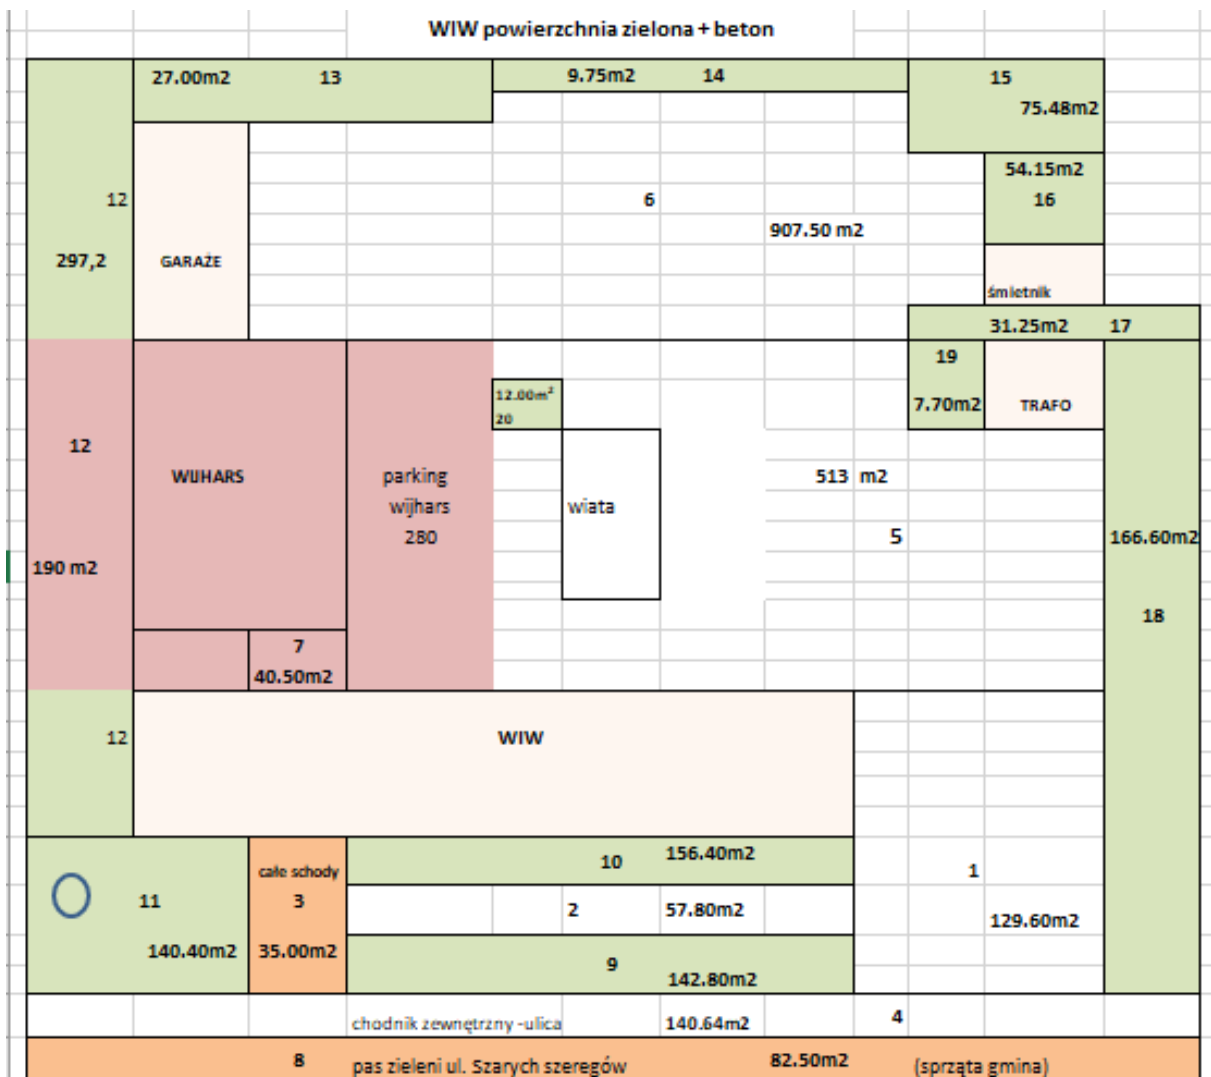 WIW powierzchnia zielona + beton
27.00m2 13 9.75m2 14 15
75.48m2
54.15m2
12 6 16
907.50 m2
297,2 GARAŻE
śmietnik
31.25m2 17
19
12.00m²
7.70m2 TRAFO
20
12
WIJHARS parking 513 m2
wijhars wiata
280 5 166.60m2
190 m2
18
7
40.50m2
12 WIW
10 156.40m2
całe schody 1
11 3 2 57.80m2
129.60m2
140.40m2 35.00m2
9
142.80m2
chodnik zewnętrzny -ulica 140.64m2 4
8 pas zieleni ul. Szarych szeregów 82.50m2 (sprząta gmina)